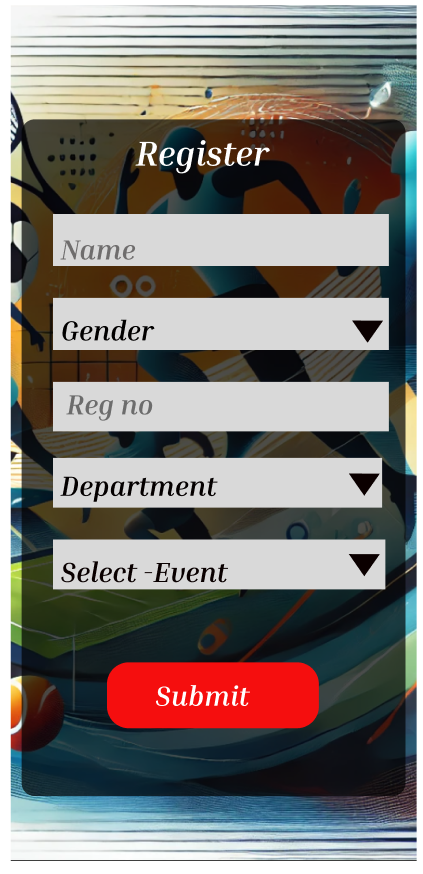 Register
Name
Gender
Reg no
Department
Select -Event
Submit